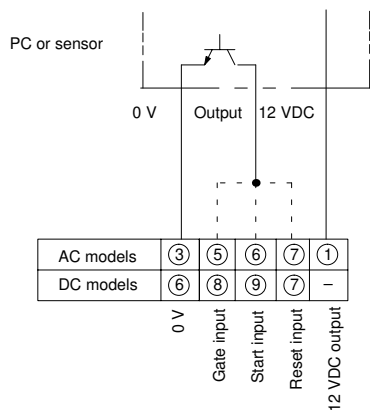 PC or sensor
0 V Output 12 VDC
AC models ③ ⑤ ⑥ ⑦ ①
DC models ⑥ ⑧ ⑨ ⑦ –
0 V
Gate input
Start input
Reset input
12 VDC output